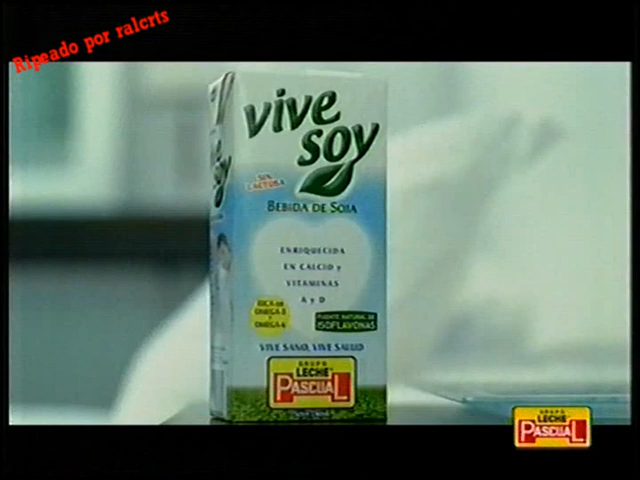 Ripeado por ralcrts
vive
soy
SIN
LACTOSA
BEBIDA DE SOJA
ENRIQUECIDA
EN CALCIO y
VITAMINAS
A y D
RICA EN
OMEGA-3
y
OMEGA-6
FUENTE NATURAL DE
ISOFLAVONAS
VIVE SANO, VIVE SALUD
GRUPO
LECHE
PASCUAL
GRUPO
LECHE
PASCUAL